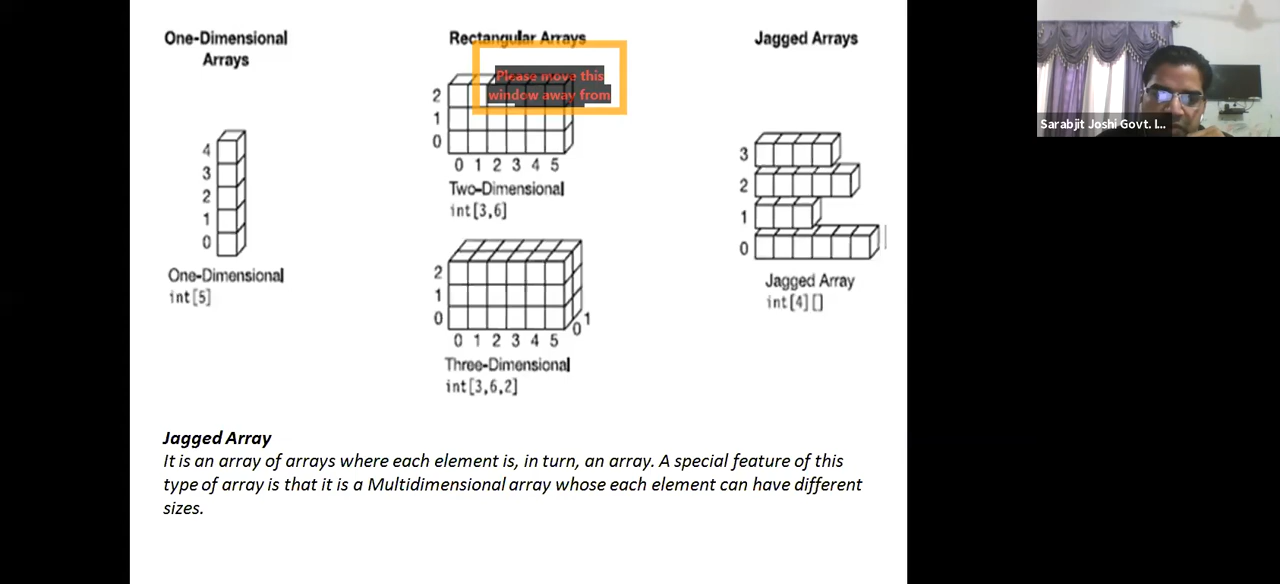 One-Dimensional
Arrays
4
3
2
1
0
One-Dimensional
int[5]
Rectangular Arrays
Please move this
window away from
2
1
0
0 1 2 3 4 5
Two-Dimensional
int[3,6]
2
1
0
0 1 2 3 4 5
0
1
Three-Dimensional
int[3,6,2]
Jagged Arrays
3
2
1
0
Jagged Array
int[4][]
Jagged Array
It is an array of arrays where each element is, in turn, an array. A special feature of this
type of array is that it is a Multidimensional array whose each element can have different
sizes.
Sarabjit Joshi Govt. I...